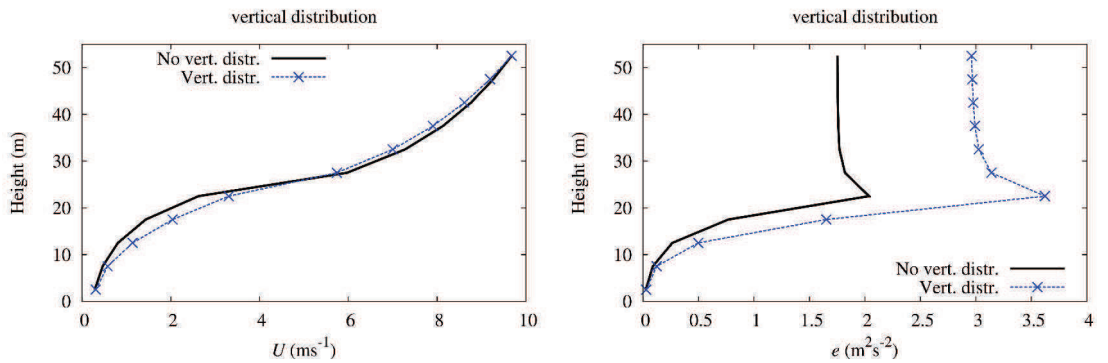 vertical distribution
No vert. distr.
Vert. distr.
Height (m)
50
40
30
20
10
0
0 2 4 6 8 10
U (ms-1)
vertical distribution
Height (m)
50
40
30
20
10
0
No vert. distr.
Vert. distr.
0 0.5 1 1.5 2 2.5 3 3.5 4
e (m2s-2)